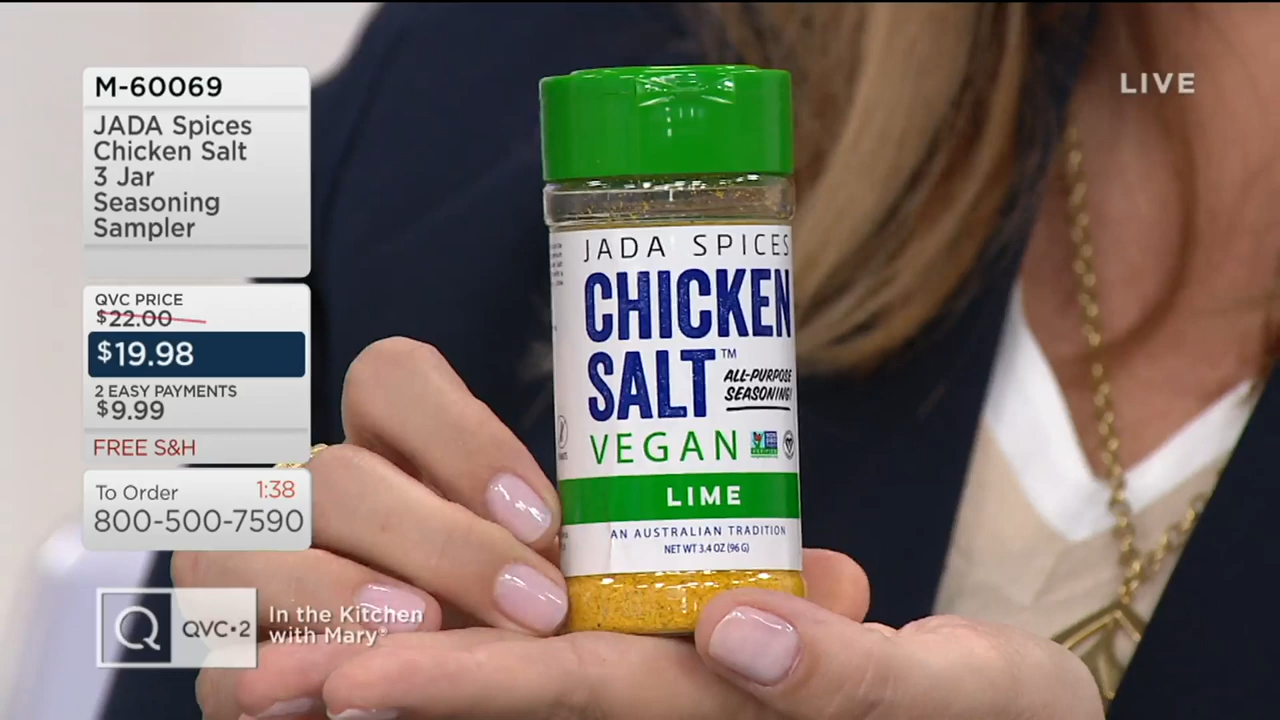 M-60069
JADA Spices
Chicken Salt
3 Jar
Seasoning
Sampler
QVC PRICE
$22.00
$19.98
2 EASY PAYMENTS
$9.99
FREE S&H
To Order 1:38
800-500-7590
Q QVC•2
In the Kitchen
with Mary®
LIVE
JADA SPICES
CHICKEN
SALT™
ALL-PURPOSE
SEASONING!
VEGAN
LIME
AN AUSTRALIAN TRADITION
NET WT 3.4 OZ (96 G)